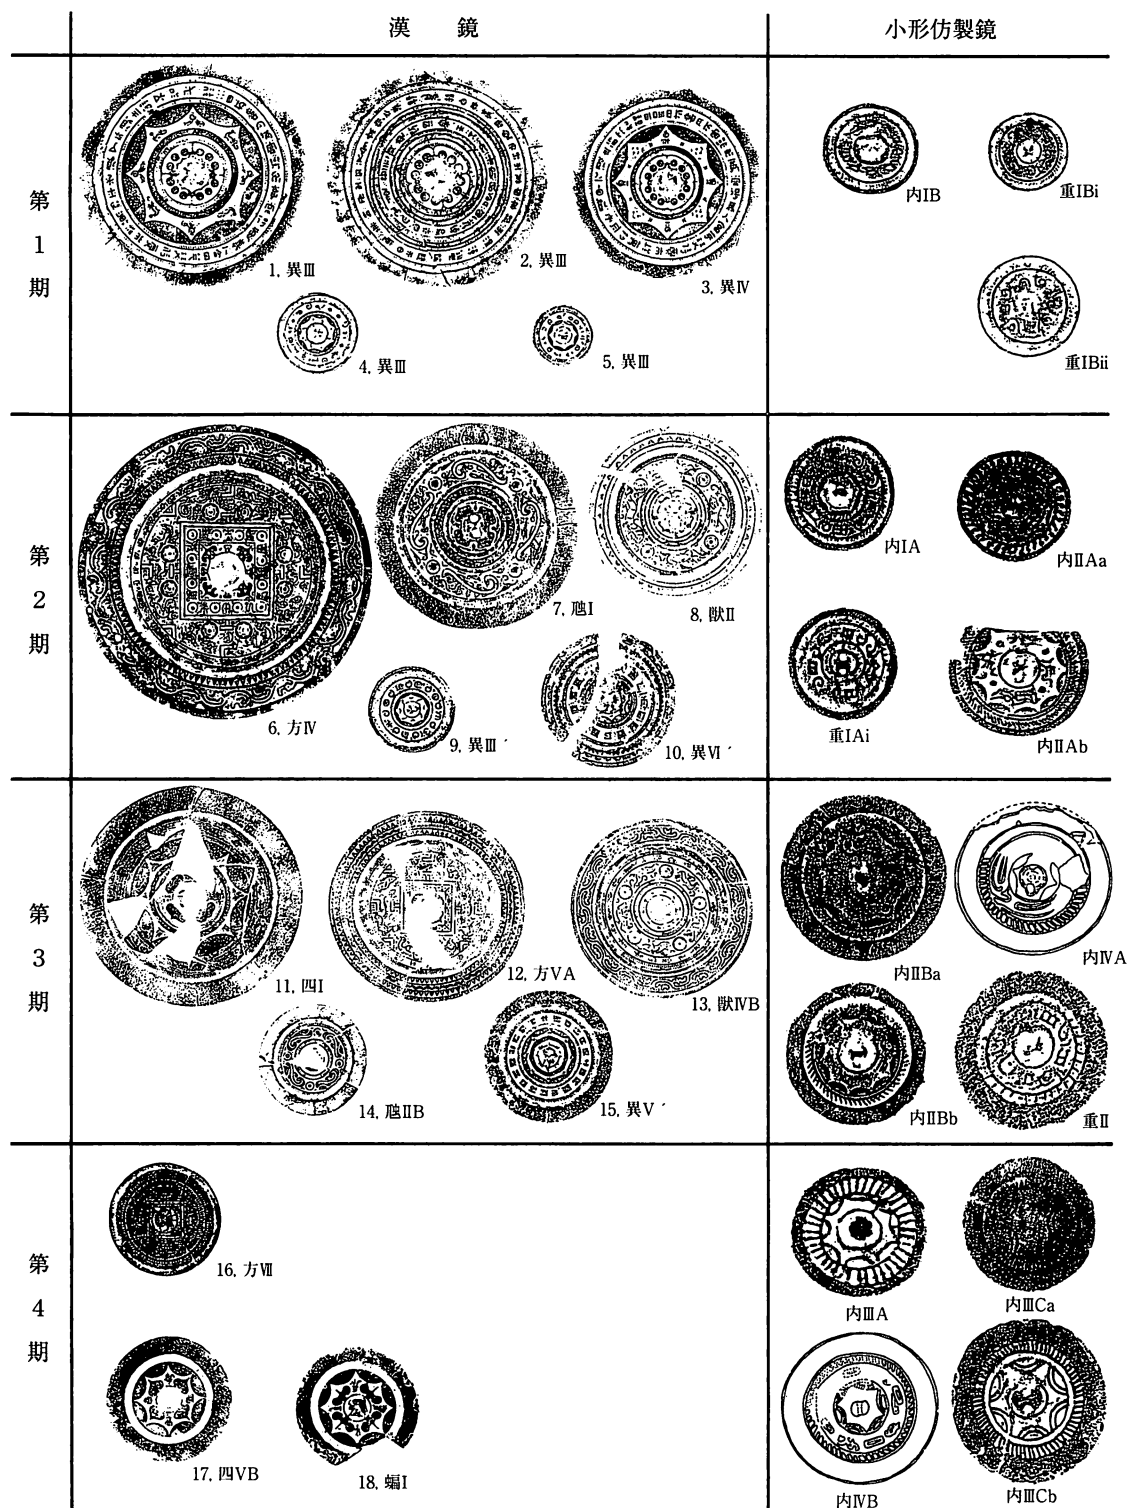 漢鏡
小形仿製鏡
第1期
1. 異Ⅲ
2. 異Ⅲ
3. 異Ⅳ
4. 異Ⅲ
5. 異Ⅲ
内ⅠB
重ⅠBi
重ⅠBii
第2期
6. 方Ⅳ
7. 虺Ⅰ
8. 獣Ⅱ
9. 異Ⅲ´
10. 異Ⅵ´
内ⅠA
内ⅡAa
重ⅠAi
内ⅡAb
第3期
11. 四Ⅰ
12. 方ⅤA
13. 獣ⅣB
14. 虺ⅡB
15. 異Ⅴ´
内ⅡBa
内ⅣA
内ⅡBb
重Ⅱ
第4期
16. 方Ⅶ
17. 四ⅤB
18. 蝠Ⅰ
内ⅢA
内ⅢCa
内ⅣB
内ⅢCb